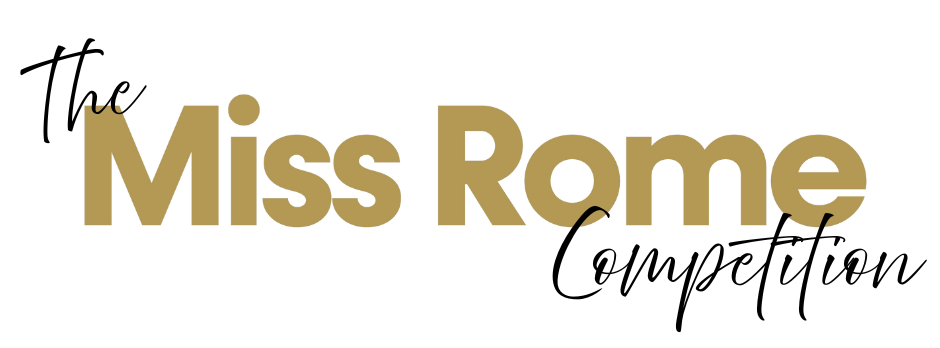 The
Miss Rome
Competition